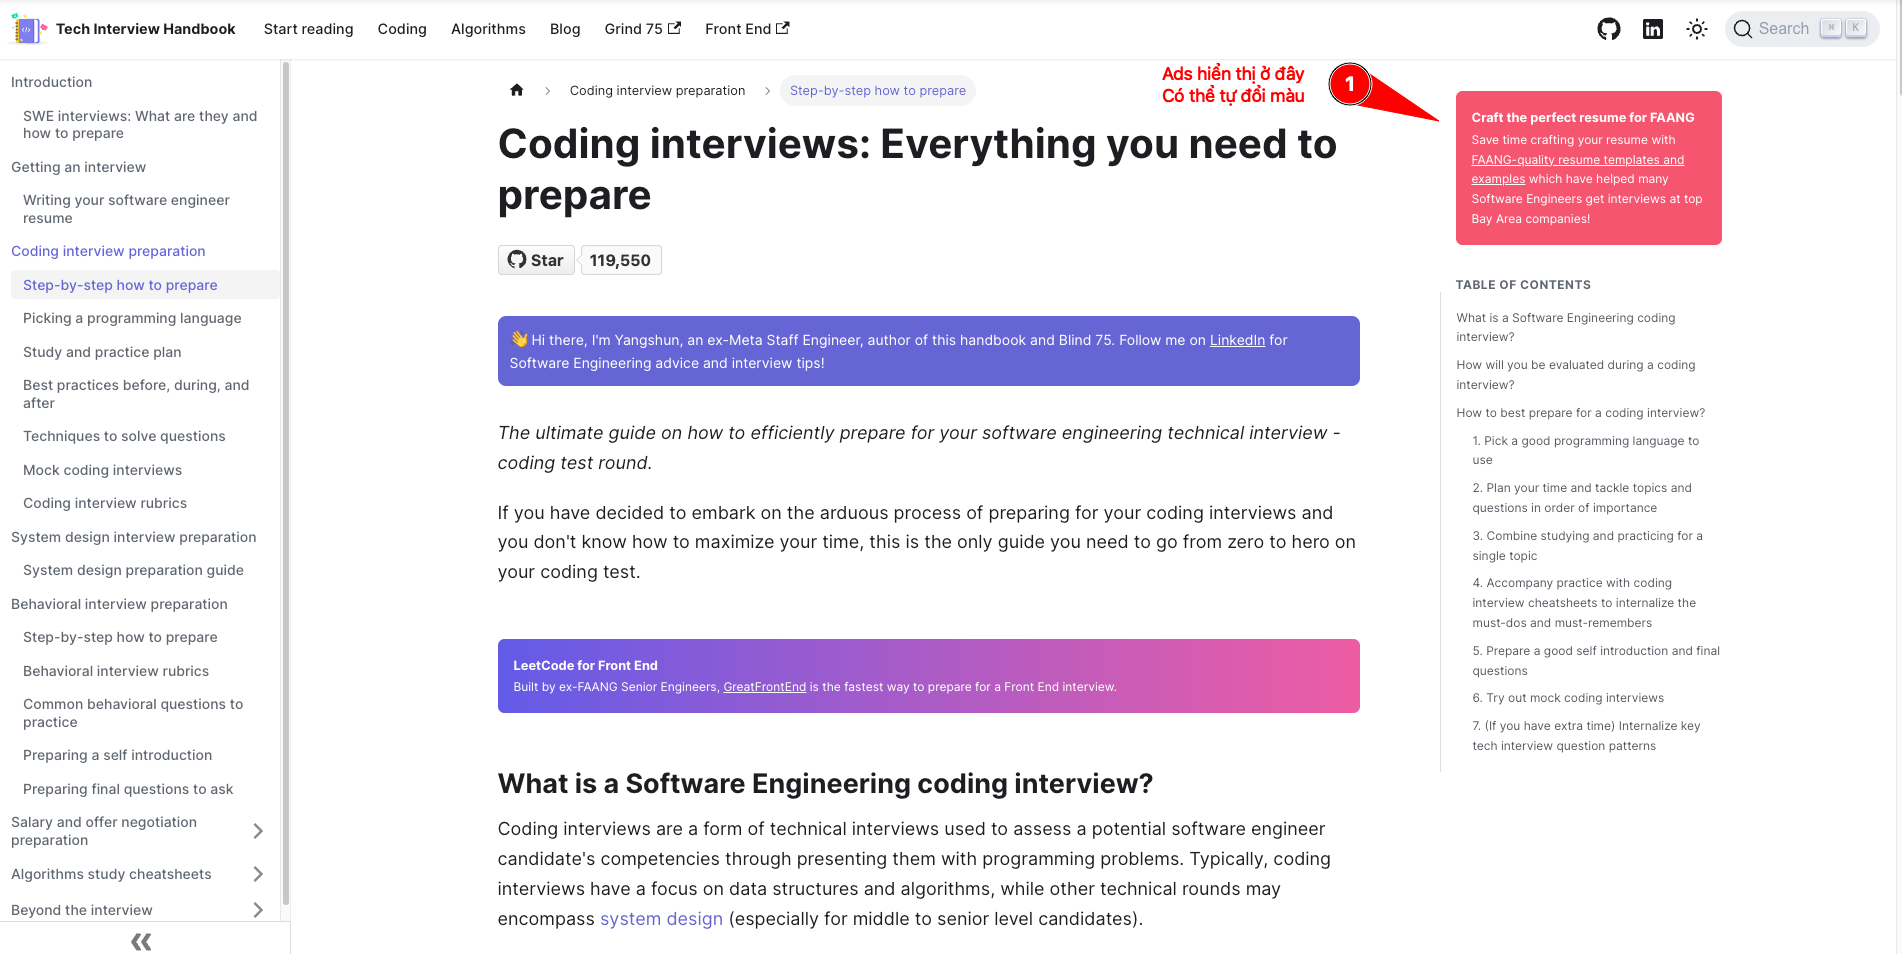 Tech Interview Handbook
Start reading
Coding
Algorithms
Blog
Grind 75
Front End
Search
⌘
K
Introduction
SWE interviews: What are they and
how to prepare
Getting an interview
Writing your software engineer
resume
Coding interview preparation
Step-by-step how to prepare
Picking a programming language
Study and practice plan
Best practices before, during, and
after
Techniques to solve questions
Mock coding interviews
Coding interview rubrics
System design interview preparation
System design preparation guide
Behavioral interview preparation
Step-by-step how to prepare
Behavioral interview rubrics
Common behavioral questions to
practice
Preparing a self introduction
Preparing final questions to ask
Salary and offer negotiation
preparation
Algorithms study cheatsheets
Beyond the interview
Coding interview preparation
Step-by-step how to prepare
Ads hiển thị ở đây
Có thể tự đổi màu
1
Coding interviews: Everything you need to
prepare
Star
119,550
👋 Hi there, I'm Yangshun, an ex-Meta Staff Engineer, author of this handbook and Blind 75. Follow me on LinkedIn for
Software Engineering advice and interview tips!
The ultimate guide on how to efficiently prepare for your software engineering technical interview -
coding test round.
If you have decided to embark on the arduous process of preparing for your coding interviews and
you don't know how to maximize your time, this is the only guide you need to go from zero to hero on
your coding test.
LeetCode for Front End
Built by ex-FAANG Senior Engineers, GreatFrontEnd is the fastest way to prepare for a Front End interview.
What is a Software Engineering coding interview?
Coding interviews are a form of technical interviews used to assess a potential software engineer
candidate's competencies through presenting them with programming problems. Typically, coding
interviews have a focus on data structures and algorithms, while other technical rounds may
encompass system design (especially for middle to senior level candidates).
Craft the perfect resume for FAANG
Save time crafting your resume with
FAANG-quality resume templates and
examples which have helped many
Software Engineers get interviews at top
Bay Area companies!
TABLE OF CONTENTS
What is a Software Engineering coding
interview?
How will you be evaluated during a coding
interview?
How to best prepare for a coding interview?
1. Pick a good programming language to
use
2. Plan your time and tackle topics and
questions in order of importance
3. Combine studying and practicing for a
single topic
4. Accompany practice with coding
interview cheatsheets to internalize the
must-dos and must-remembers
5. Prepare a good self introduction and final
questions
6. Try out mock coding interviews
7. (If you have extra time) Internalize key
tech interview question patterns